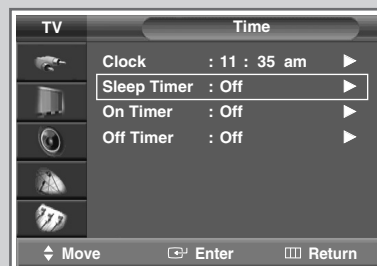 TV Time
Clock : 11 : 35 am
Sleep Timer : Off
On Timer : Off
Off Timer : Off
Move Enter Return